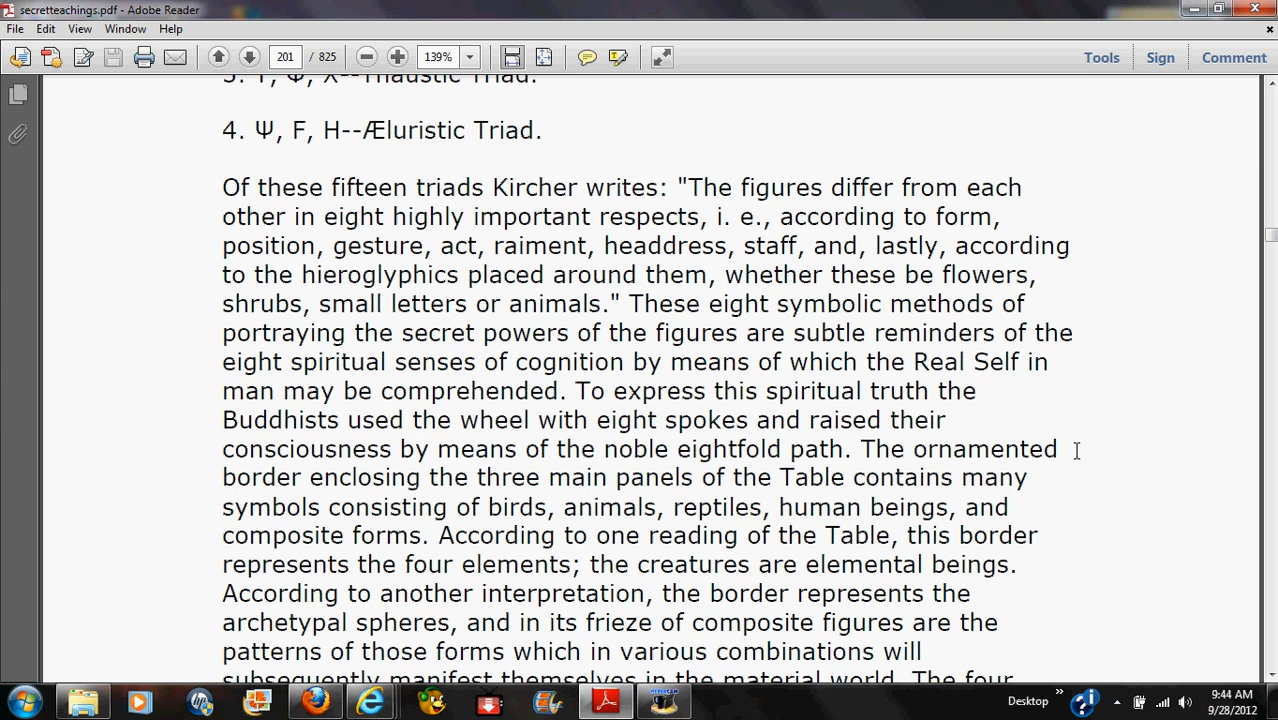 secretteachings.pdf - Adobe Reader
File Edit View Window Help
201 / 825 139% Tools Sign Comment
4. Ψ, F, H--Æluristic Triad.
Of these fifteen triads Kircher writes: "The figures differ from each
other in eight highly important respects, i. e., according to form,
position, gesture, act, raiment, headdress, staff, and, lastly, according
to the hieroglyphics placed around them, whether these be flowers,
shrubs, small letters or animals." These eight symbolic methods of
portraying the secret powers of the figures are subtle reminders of the
eight spiritual senses of cognition by means of which the Real Self in
man may be comprehended. To express this spiritual truth the
Buddhists used the wheel with eight spokes and raised their
consciousness by means of the noble eightfold path. The ornamented
border enclosing the three main panels of the Table contains many
symbols consisting of birds, animals, reptiles, human beings, and
composite forms. According to one reading of the Table, this border
represents the four elements; the creatures are elemental beings.
According to another interpretation, the border represents the
archetypal spheres, and in its frieze of composite figures are the
patterns of those forms which in various combinations will
subsequently manifest themselves in the material world. The four
Desktop
9:44 AM
9/28/2012